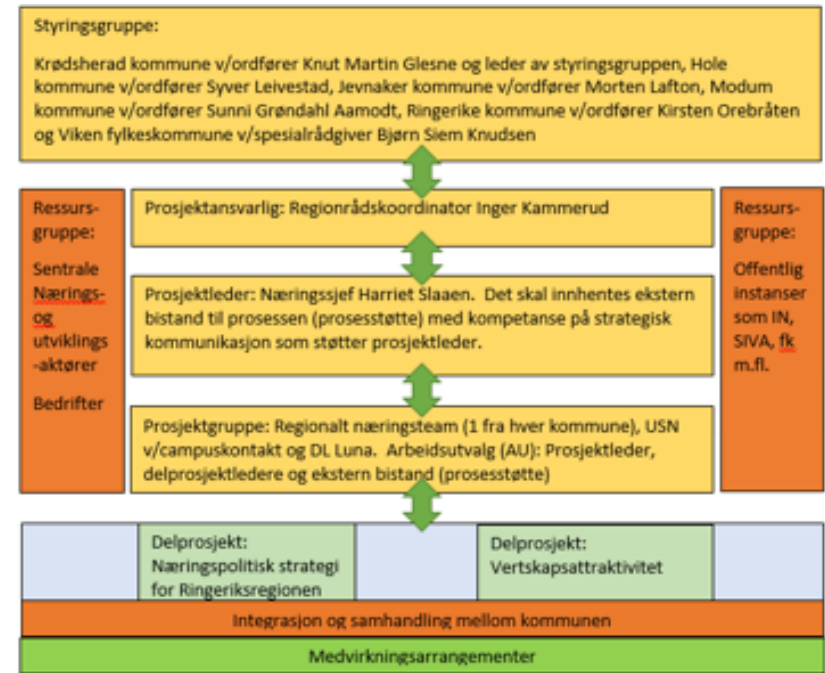 Styringsgruppe:
Krødsherad kommune v/ordfører Knut Martin Glesne og leder av styringsgruppen, Hole
kommune v/ordfører Syver Leivestad, Jevnaker kommune v/ordfører Morten Lafton, Modum
kommune v/ordfører Sunni Grøndahl Aamodt, Ringerike kommune v/ordfører Kirsten Orebråten
og Viken fylkeskommune v/spesialrådgiver Bjørn Siem Knudsen
Ressurs-
gruppe:
Sentrale
Nærings-
og
utviklings
-aktører
Bedrifter
Prosjektansvarlig: Regionrådskoordinator Inger Kammerud
Prosjektleder: Næringssjef Harriet Slaaen.  Det skal innhentes ekstern
bistand til prosessen (prosesstøtte) med kompetanse på strategisk
kommunikasjon som støtter prosjektleder.
Prosjektgruppe: Regionalt næringsteam (1 fra hver kommune), USN
v/campuskontakt og DL Luna.  Arbeidsutvalg (AU): Prosjektleder,
delprosjektledere og ekstern bistand (prosesstøtte)
Ressurs-
gruppe:
Offentlig
instanser
som IN,
SIVA, fk
m.fl.
Delprosjekt:
Næringspolitisk strategi
for Ringeriksregionen
Delprosjekt:
Vertskapsattraktivitet
Integrasjon og samhandling mellom kommunen
Medvirkningsarrangementer